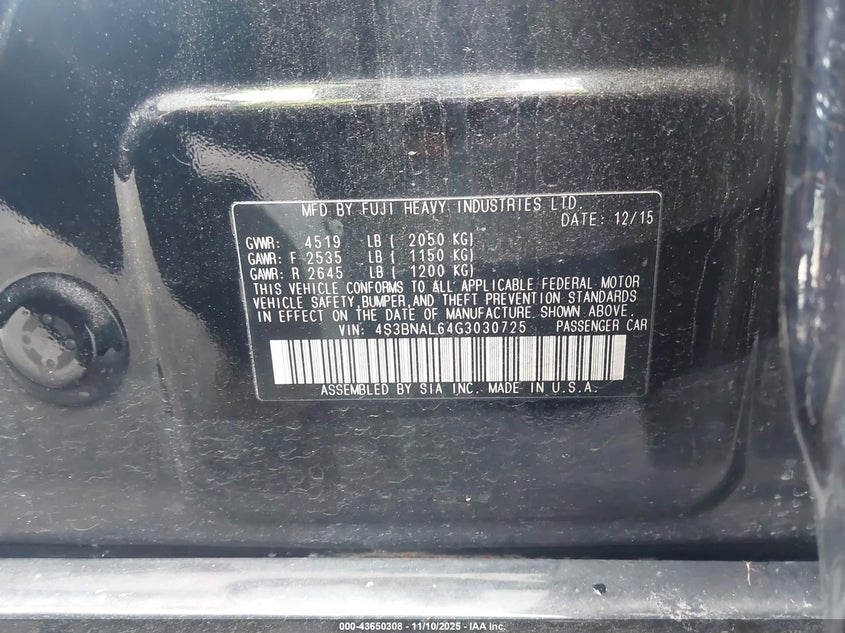 MFD BY FUJI HEAVY INDUSTRIES LTD.
DATE: 12/15
GVWR: 4519 LB ( 2050 KG)
GAWR: F 2535 LB ( 1150 KG)
GAWR: R 2645 LB ( 1200 KG)
THIS VEHICLE CONFORMS TO ALL APPLICABLE FEDERAL MOTOR
VEHICLE SAFETY,BUMPER,AND THEFT PREVENTION STANDARDS
IN EFFECT ON THE DATE OF MANUFACTURE SHOWN ABOVE.
VIN: 4S3BNAL64G3030725 PASSENGER CAR
ASSEMBLED BY SIA INC. MADE IN U.S.A.
000-43650308 - 11/10/2025 - IAA Inc.